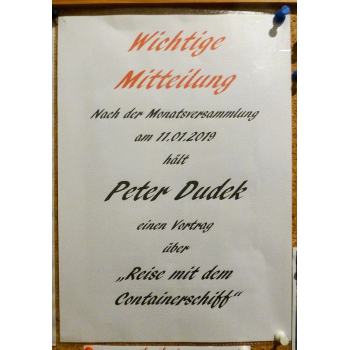 Wichtige
Mitteilung
Nach der Monatsversammlung
am 11.01.2019
hält
Peter Dudek
einen Vortrag
über
„Reise mit dem
Containerschiff“